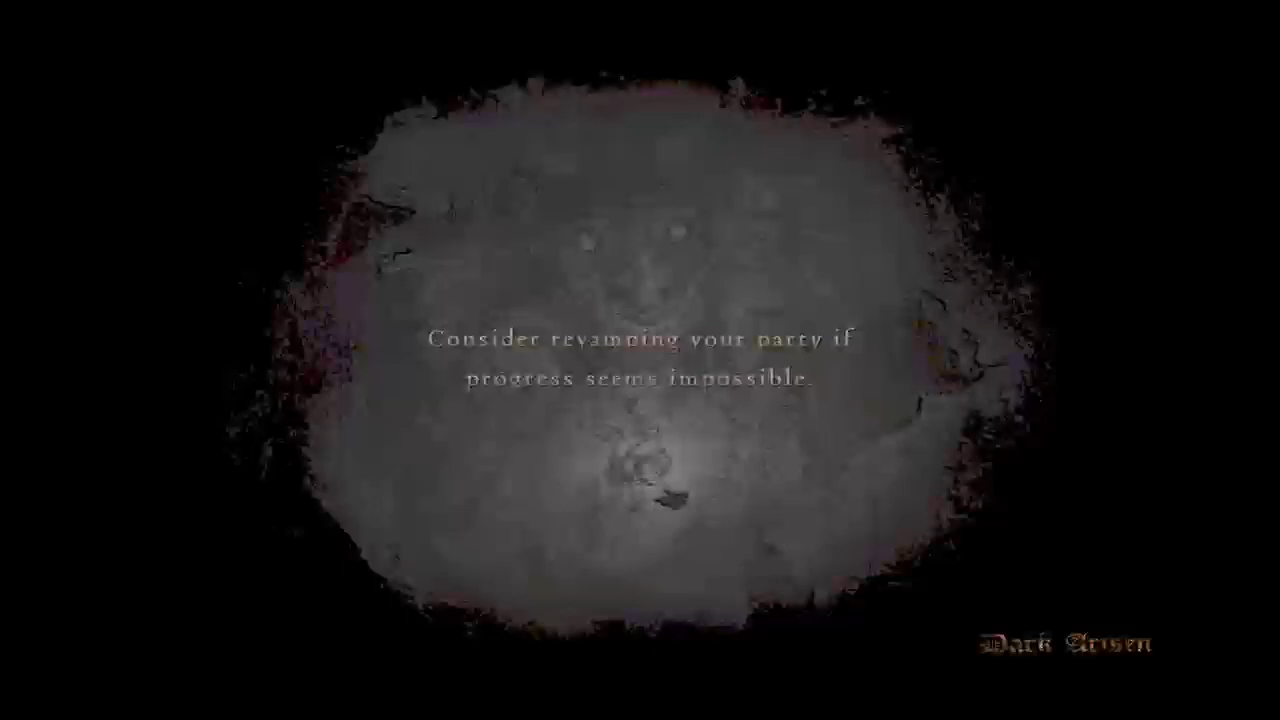 Consider revamping your party if
progress seems impossible.
Dark Arisen